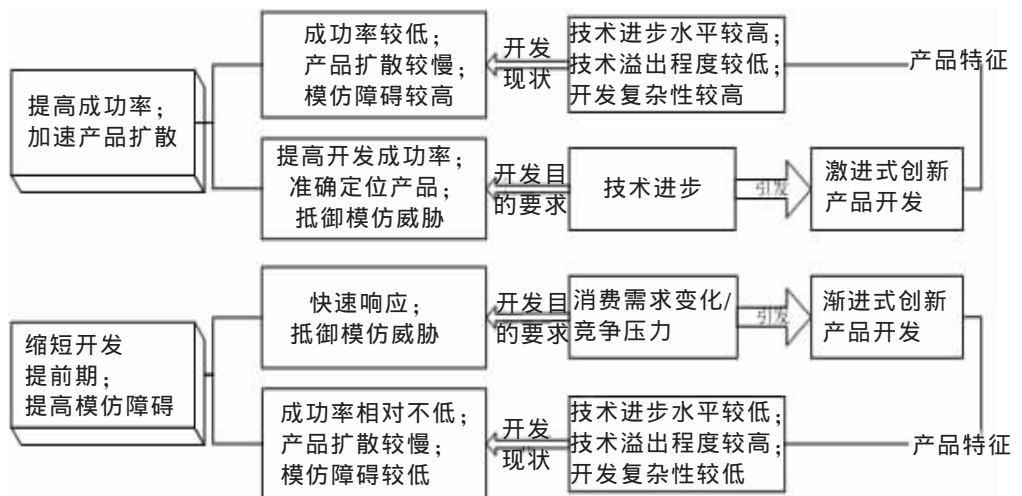 成功率较低；
产品扩散较慢；
模仿障碍较高
开发
现状
技术进步水平较高；
技术溢出程度较低；
开发复杂性较高
产品特征
提高成功率；
加速产品扩散
提高开发成功率；
准确定位产品；
抵御模仿威胁
开发目
的要求
技术进步
引发
激进式创新
产品开发
快速响应；
抵御模仿威胁
开发目
的要求
消费需求变化/
竞争压力
引发
渐进式创新
产品开发
缩短开发
提前期；
提高模仿障碍
成功率相对不低；
产品扩散较慢；
模仿障碍较低
开发
现状
技术进步水平较低；
技术溢出程度较高；
开发复杂性较低
产品特征